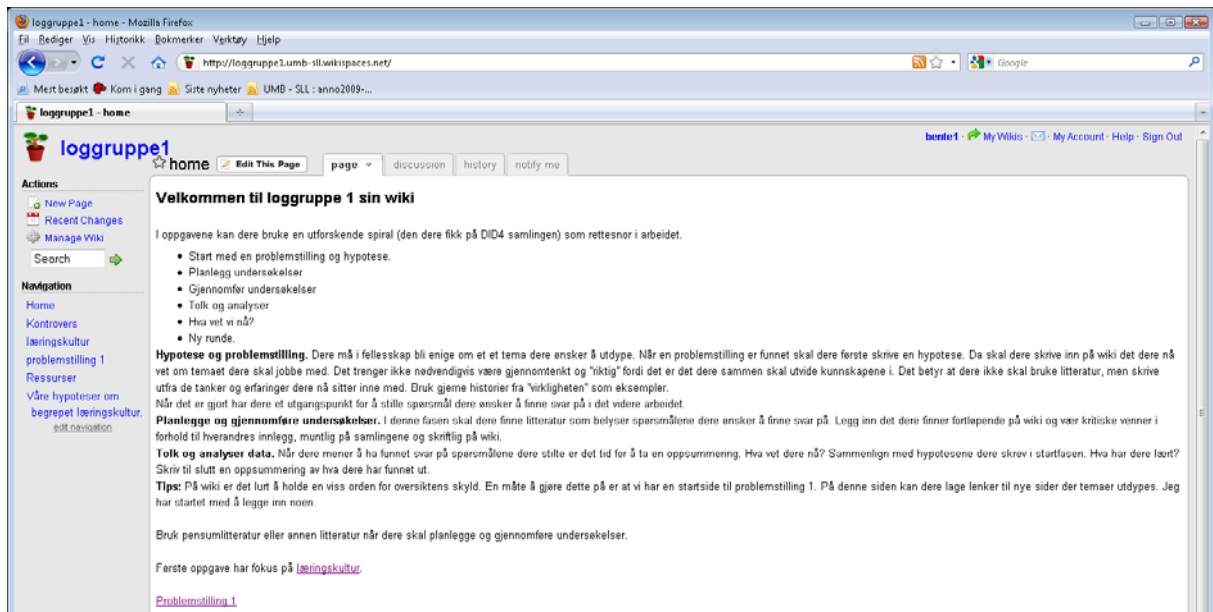 loggruppe1 - home - Mozilla Firefox
Fil Rediger Vis Historikk Bokmerker Verktøy Hjelp
http://loggruppe1.umb-sll.wikispaces.net/
Google
Mest besøkt Kom i gang Siste nyheter UMB - SLL : anno2009-...
loggruppe1 - home
bente1 · My Wikis · My Account · Help · Sign Out
loggruppe1
home Edit This Page page discussion history notify me
Actions
New Page
Recent Changes
Manage Wiki
Search
Navigation
Home
Kontrovers
læringskultur
problemstilling 1
Ressurser
Våre hypoteser om
begrepet læringskultur.
edit navigation
Velkommen til loggruppe 1 sin wiki
I oppgavene kan dere bruke en utforskende spiral (den dere fikk på DID4 samlingen) som rettesnor i arbeidet.
• Start med en problemstilling og hypotese.
• Planlegg undersøkelser
• Gjennomfør undersøkelser
• Tolk og analyser
• Hva vet vi nå?
• Ny runde.
Hypotese og problemstilling. Dere må i fellesskap bli enige om et et tema dere ønsker å utdype. Når en problemstilling er funnet skal dere første skrive en hypotese. Da skal dere skrive inn på wiki det dere nå
vet om temaet dere skal jobbe med. Det trenger ikke nødvendigvis være gjennomtenkt og "riktig" fordi det er det dere sammen skal utvide kunnskapene i. Det betyr at dere ikke skal bruke litteratur, men skrive
utfra de tanker og erfaringer dere nå sitter inne med. Bruk gjerne historier fra "virkligheten" som eksempler.
Når det er gjort har dere et utgangspunkt for å stille spørsmål dere ønsker å finne svar på i det videre arbeidet.
Planlegge og gjennomføre undersøkelser. I denne fasen skal dere finne litteratur som belyser spørsmålene dere ønsker å finne svar på. Legg inn det dere finner fortløpende på wiki og vær kritiske venner i
forhold til hverandres innlegg, muntlig på samlingene og skriftlig på wiki.
Tolk og analyser data. Når dere mener å ha funnet svar på spørsmålene dere stilte er det tid for å ta en oppsummering. Hva vet dere nå? Sammenlign med hypotesene dere skrev i startfasen. Hva har dere lært?
Skriv til slutt en oppsummering av hva dere har funnet ut.
Tips: På wiki er det lurt å holde en viss orden for oversiktens skyld. En måte å gjøre dette på er at vi har en startside til problemstilling 1. På denne siden kan dere lage lenker til nye sider der temaer utdypes. Jeg
har startet med å legge inn noen.
Bruk pensumlitteratur eller annen litteratur når dere skal planlegge og gjennomføre undersøkelser.
Første oppgave har fokus på læringskultur.
Problemstilling 1